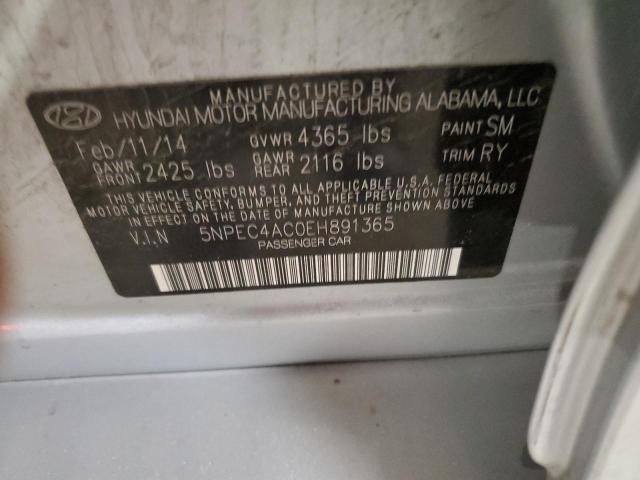 MANUFACTURED BY
HYUNDAI MOTOR MANUFACTURING ALABAMA, LLC
Feb/11/14 GVWR 4365 lbs PAINT SM
GAWR FRONT 2425 lbs GAWR REAR 2116 lbs TRIM RY
THIS VEHICLE CONFORMS TO ALL APPLICABLE U.S.A. FEDERAL
MOTOR VEHICLE SAFETY, BUMPER, AND THEFT PREVENTION STANDARDS
IN EFFECT ON THE DATE OF MANUFACTURE SHOWN ABOVE
V.I.N 5NPEC4AC0EH891365
PASSENGER CAR